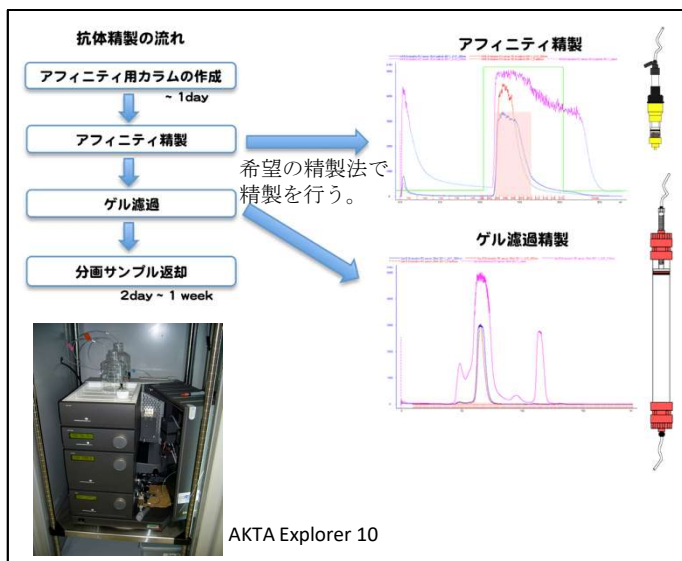 抗体精製の流れ
アフィニティ用カラムの作成
~ 1day
アフィニティ精製
ゲル濾過
分画サンプル返却
2day ~ 1 week
希望の精製法で
精製を行う。
アフィニティ精製
ゲル濾過精製
AKTA Explorer 10